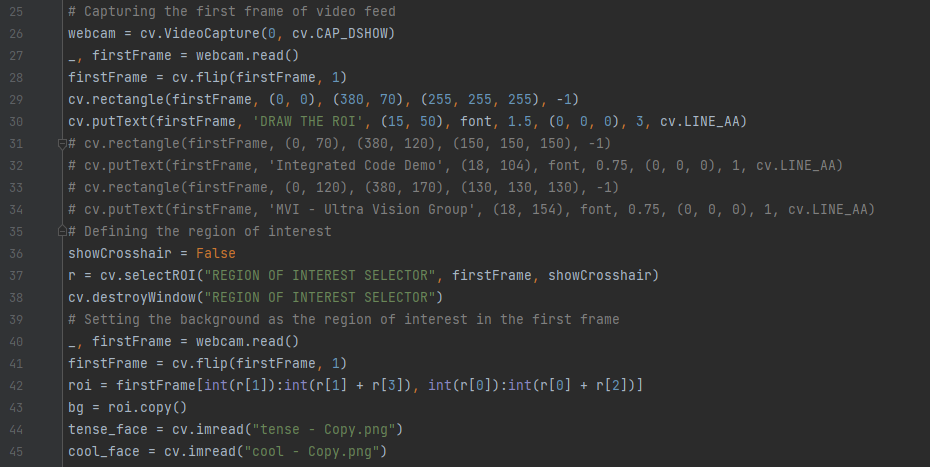 25 # Capturing the first frame of video feed
26 webcam = cv.VideoCapture(0, cv.CAP_DSHOW)
27 _, firstFrame = webcam.read()
28 firstFrame = cv.flip(firstFrame, 1)
29 cv.rectangle(firstFrame, (0, 0), (380, 70), (255, 255, 255), -1)
30 cv.putText(firstFrame, 'DRAW THE ROI', (15, 50), font, 1.5, (0, 0, 0), 3, cv.LINE_AA)
31 # cv.rectangle(firstFrame, (0, 70), (380, 120), (150, 150, 150), -1)
32 # cv.putText(firstFrame, 'Integrated Code Demo', (18, 104), font, 0.75, (0, 0, 0), 1, cv.LINE_AA)
33 # cv.rectangle(firstFrame, (0, 120), (380, 170), (130, 130, 130), -1)
34 # cv.putText(firstFrame, 'MVI - Ultra Vision Group', (18, 154), font, 0.75, (0, 0, 0), 1, cv.LINE_AA)
35 # Defining the region of interest
36 showCrosshair = False
37 r = cv.selectROI("REGION OF INTEREST SELECTOR", firstFrame, showCrosshair)
38 cv.destroyWindow("REGION OF INTEREST SELECTOR")
39 # Setting the background as the region of interest in the first frame
40 _, firstFrame = webcam.read()
41 firstFrame = cv.flip(firstFrame, 1)
42 roi = firstFrame[int(r[1]):int(r[1] + r[3]), int(r[0]):int(r[0] + r[2])]
43 bg = roi.copy()
44 tense_face = cv.imread("tense - Copy.png")
45 cool_face = cv.imread("cool - Copy.png")